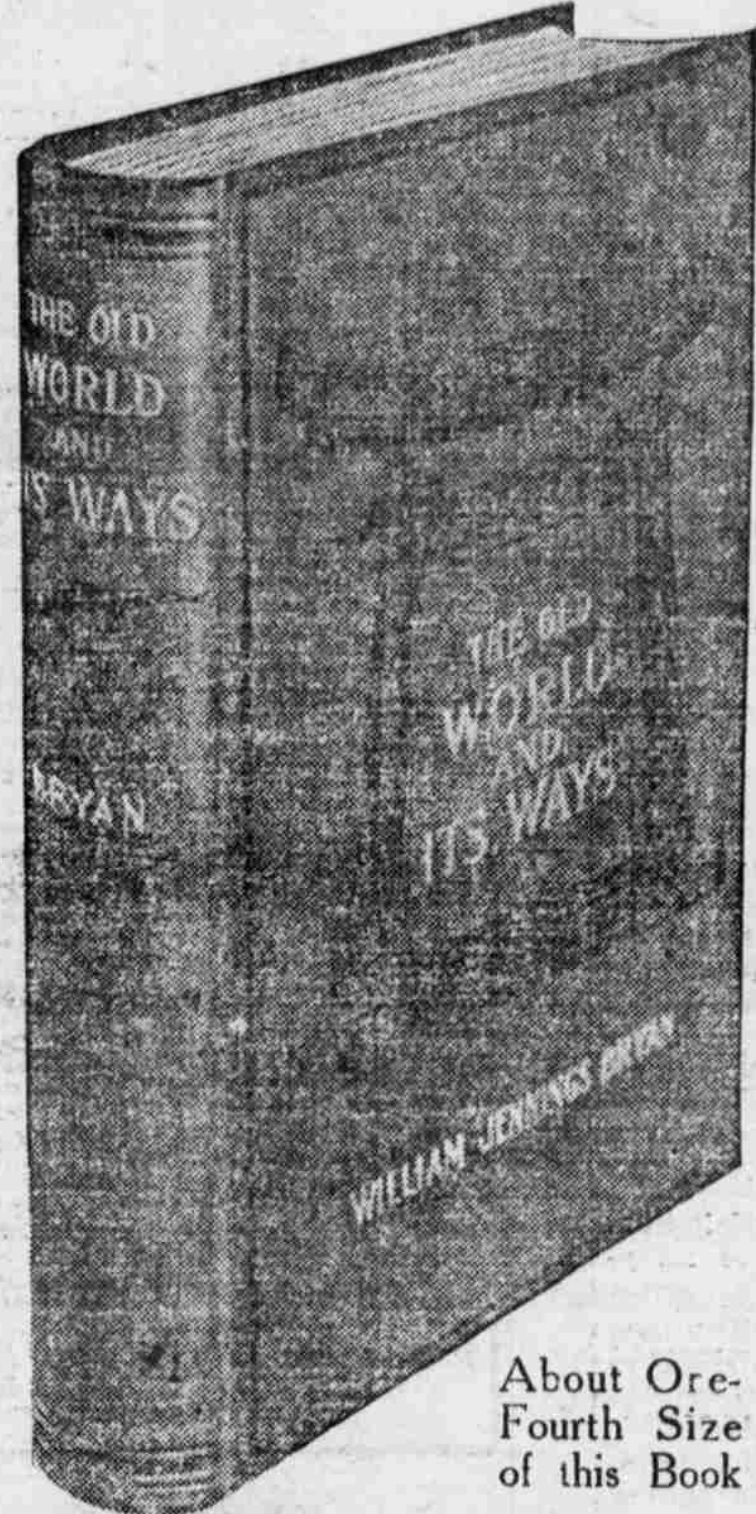 THE OLD
WORLD
AND
ITS WAYS
BRYAN
THE OLD
WORLD
AND
ITS WAYS
WILLIAM JENNINGS BRYAN
About Ore-
Fourth Size
of this Book